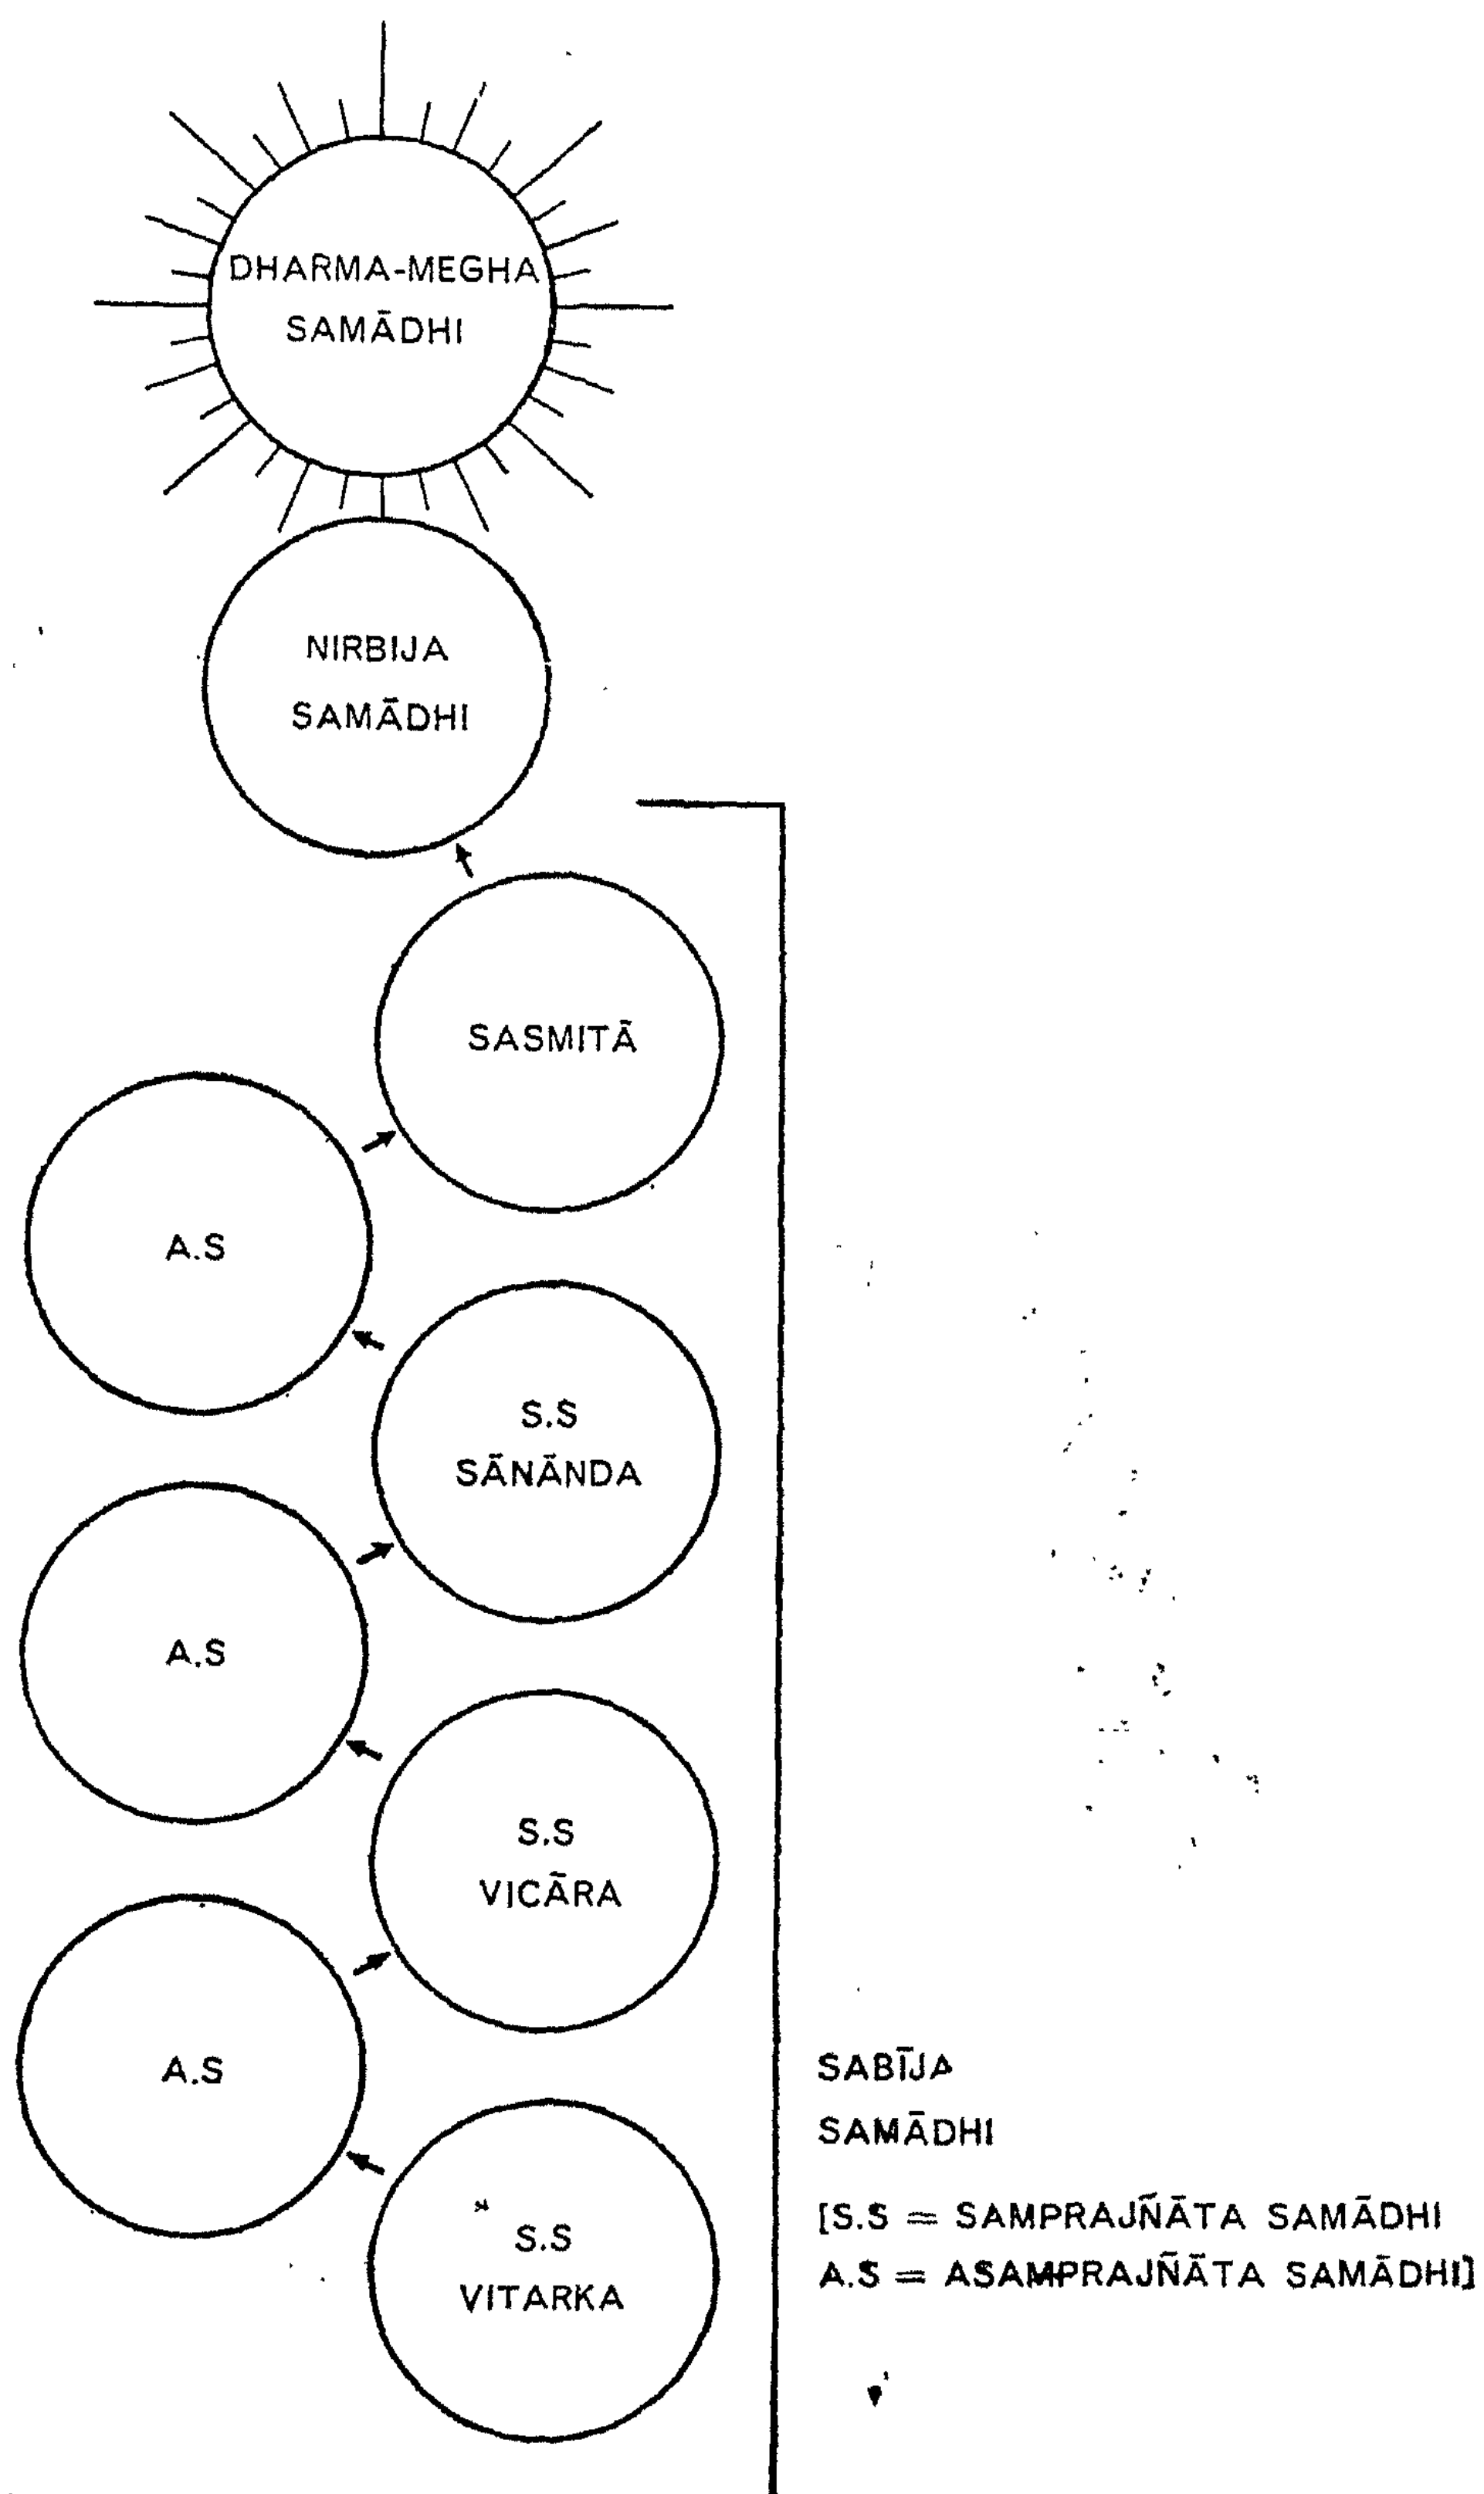 DHARMA-MEGHA
SAMĀDHI
NIRBIJA
SAMĀDHI
SASMITĀ
A.S
S.S
SĀNĀNDA
A.S
S.S
VICĀRA
A.S
S.S
VITARKA
SABĪJA
SAMĀDHI
[S.S = SAMPRAJÑĀTA SAMĀDHI
A.S = ASAMPRAJÑĀTA SAMĀDHI]